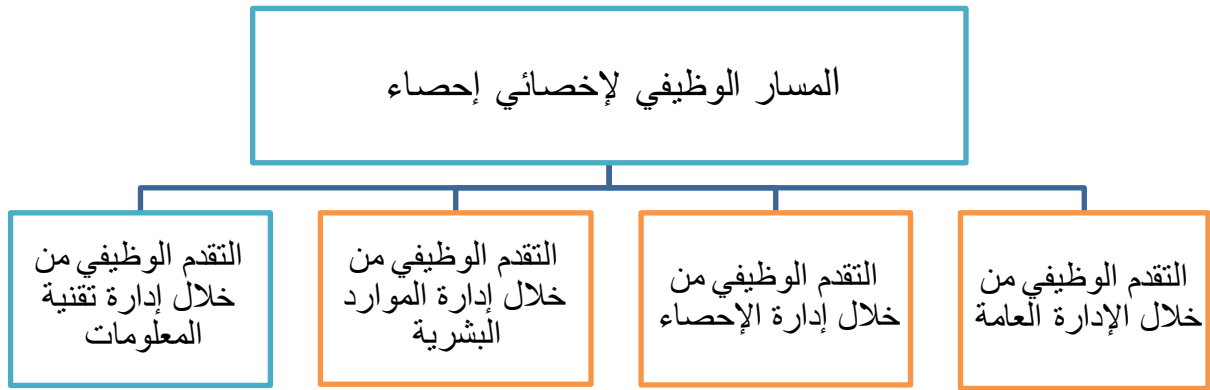 المسار الوظيفي لإخصائي إحصاء
التقدم الوظيفي من
خلال الإدارة العامة
التقدم الوظيفي من
خلال إدارة الإحصاء
التقدم الوظيفي من
خلال إدارة الموارد
البشرية
التقدم الوظيفي من
خلال إدارة تقنية
المعلومات